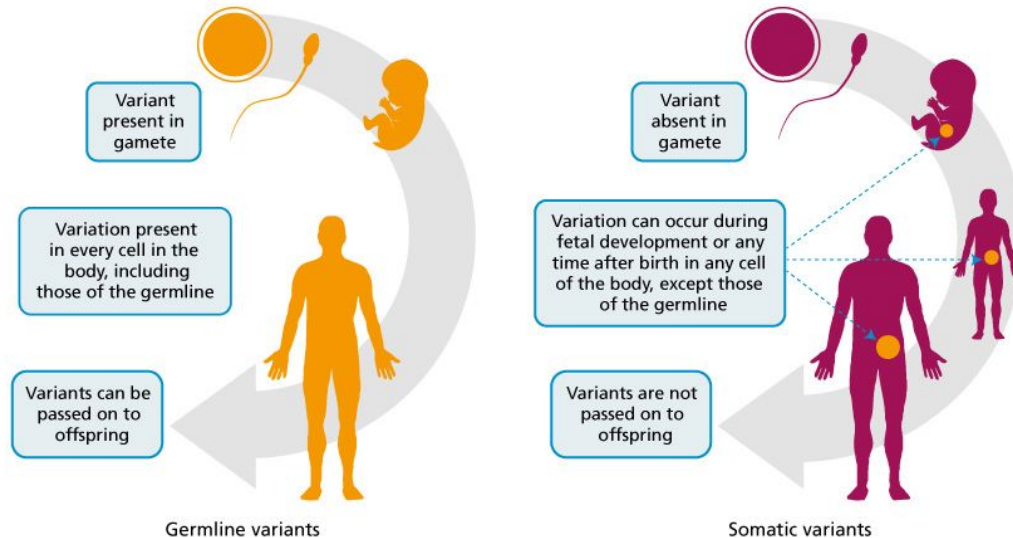 Variant
present in
gamete
Variation present
in every cell in the
body, including
those of the germline
Variants can be
passed on to
offspring
Germline variants
Variant
absent in
gamete
Variation can occur during
fetal development or any
time after birth in any cell
of the body, except those
of the germline
Variants are not
passed on to
offspring
Somatic variants